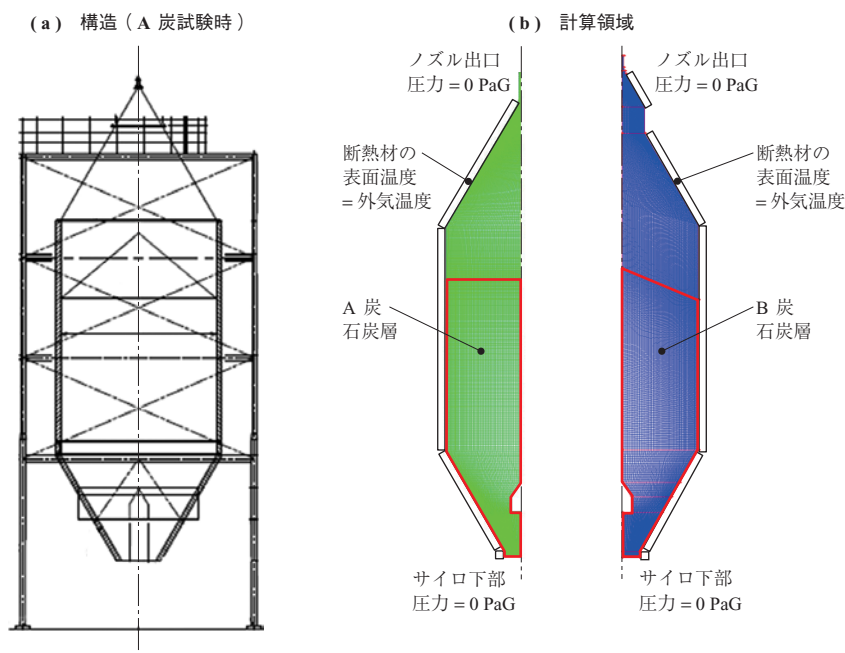 ( a ) 構造 ( A 炭試験時 )
( b ) 計算領域
ノズル出口
圧力 = 0 PaG
断熱材の
表面温度
= 外気温度
A 炭
石炭層
サイロ下部
圧力 = 0 PaG
ノズル出口
圧力 = 0 PaG
断熱材の
表面温度
= 外気温度
B 炭
石炭層
サイロ下部
圧力 = 0 PaG